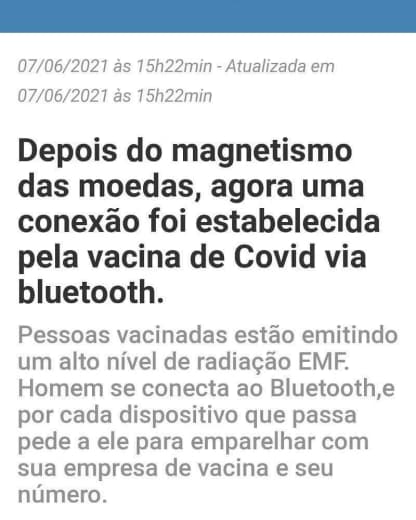 07/06/2021 às 15h22min - Atualizada em
07/06/2021 às 15h22min
Depois do magnetismo
das moedas, agora uma
conexão foi estabelecida
pela vacina de Covid via
bluetooth.
Pessoas vacinadas estão emitindo
um alto nível de radiação EMF.
Homem se conecta ao Bluetooth,e
por cada dispositivo que passa
pede a ele para emparelhar com
sua empresa de vacina e seu
número.